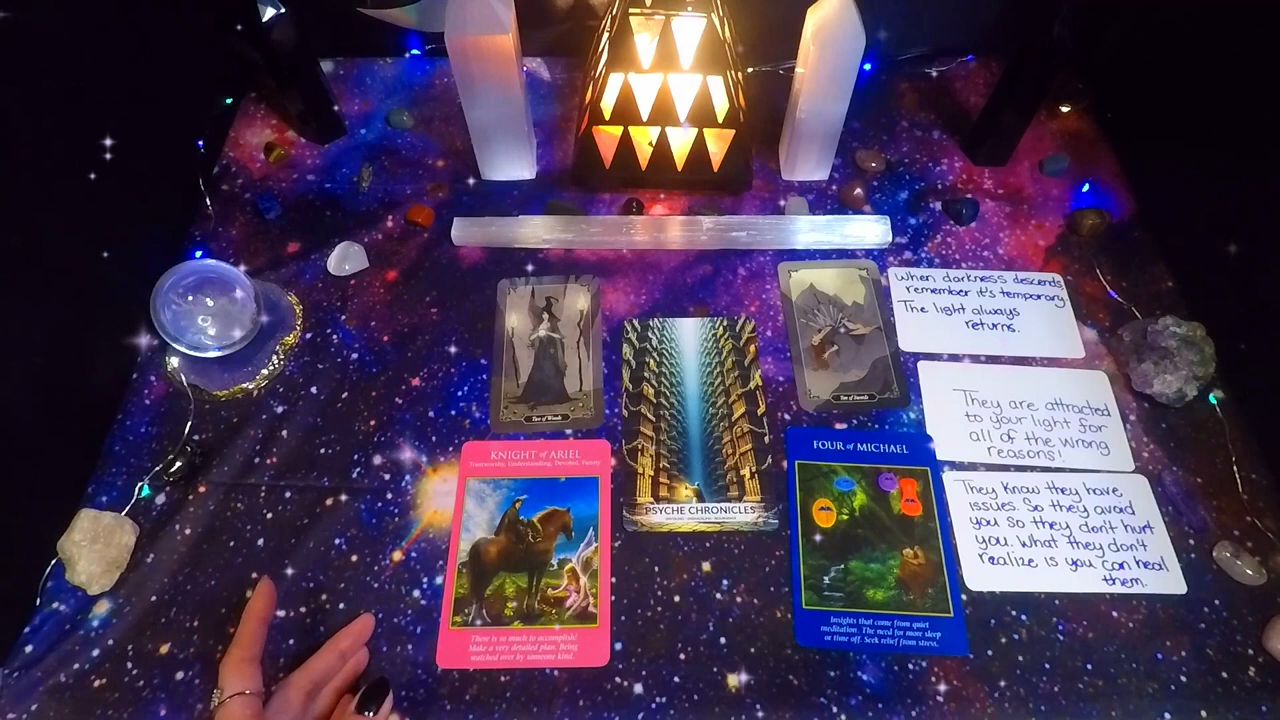 Two of Wands
Ten of Swords
When darkness descends
remember it's temporary.
The light always
returns.
They are attracted
to your light for
all of the wrong
reasons!
KNIGHT of ARIEL
Trustworthy, Understanding, Devoted, Funny
There is so much to accomplish!
Make a very detailed plan. Being
watched over by someone kind.
PSYCHE CHRONICLES
FOUR of MICHAEL
Insights that come from quiet
meditation. The need for more sleep
or time off. Seek relief from stress.
They know they have
issues. So they avoid
you so they don't hurt
you. What they don't
realize is you can heal
them.